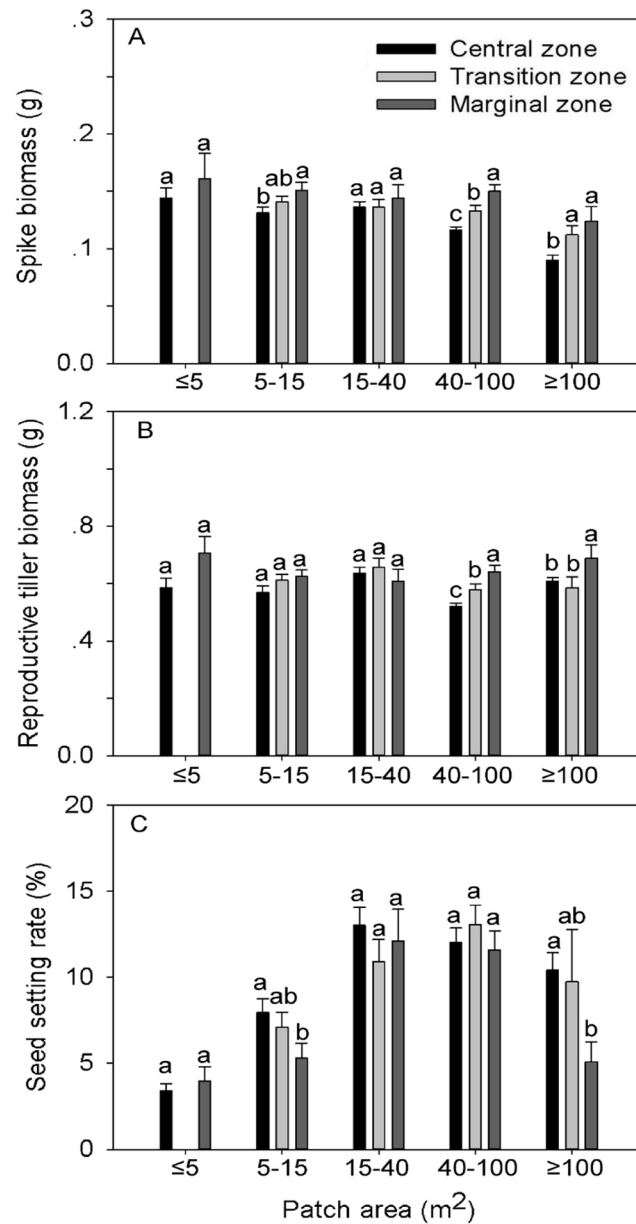 A
.3
.2
.1
0.0
Spike biomass (g)
Central zone
Transition zone
Marginal zone
a a
b ab a
a a a
c b a
b a a
≤5 5-15 15-40 40-100 ≥100
B
1.2
.8
.4
0.0
Reproductive tiller biomass (g)
a a
a a a
a a a
c b a
b b a
≤5 5-15 15-40 40-100 ≥100
C
20
15
10
5
0
Seed setting rate (%)
a a
a ab b
a a a
a a a
a ab b
≤5 5-15 15-40 40-100 ≥100
Patch area (m²)